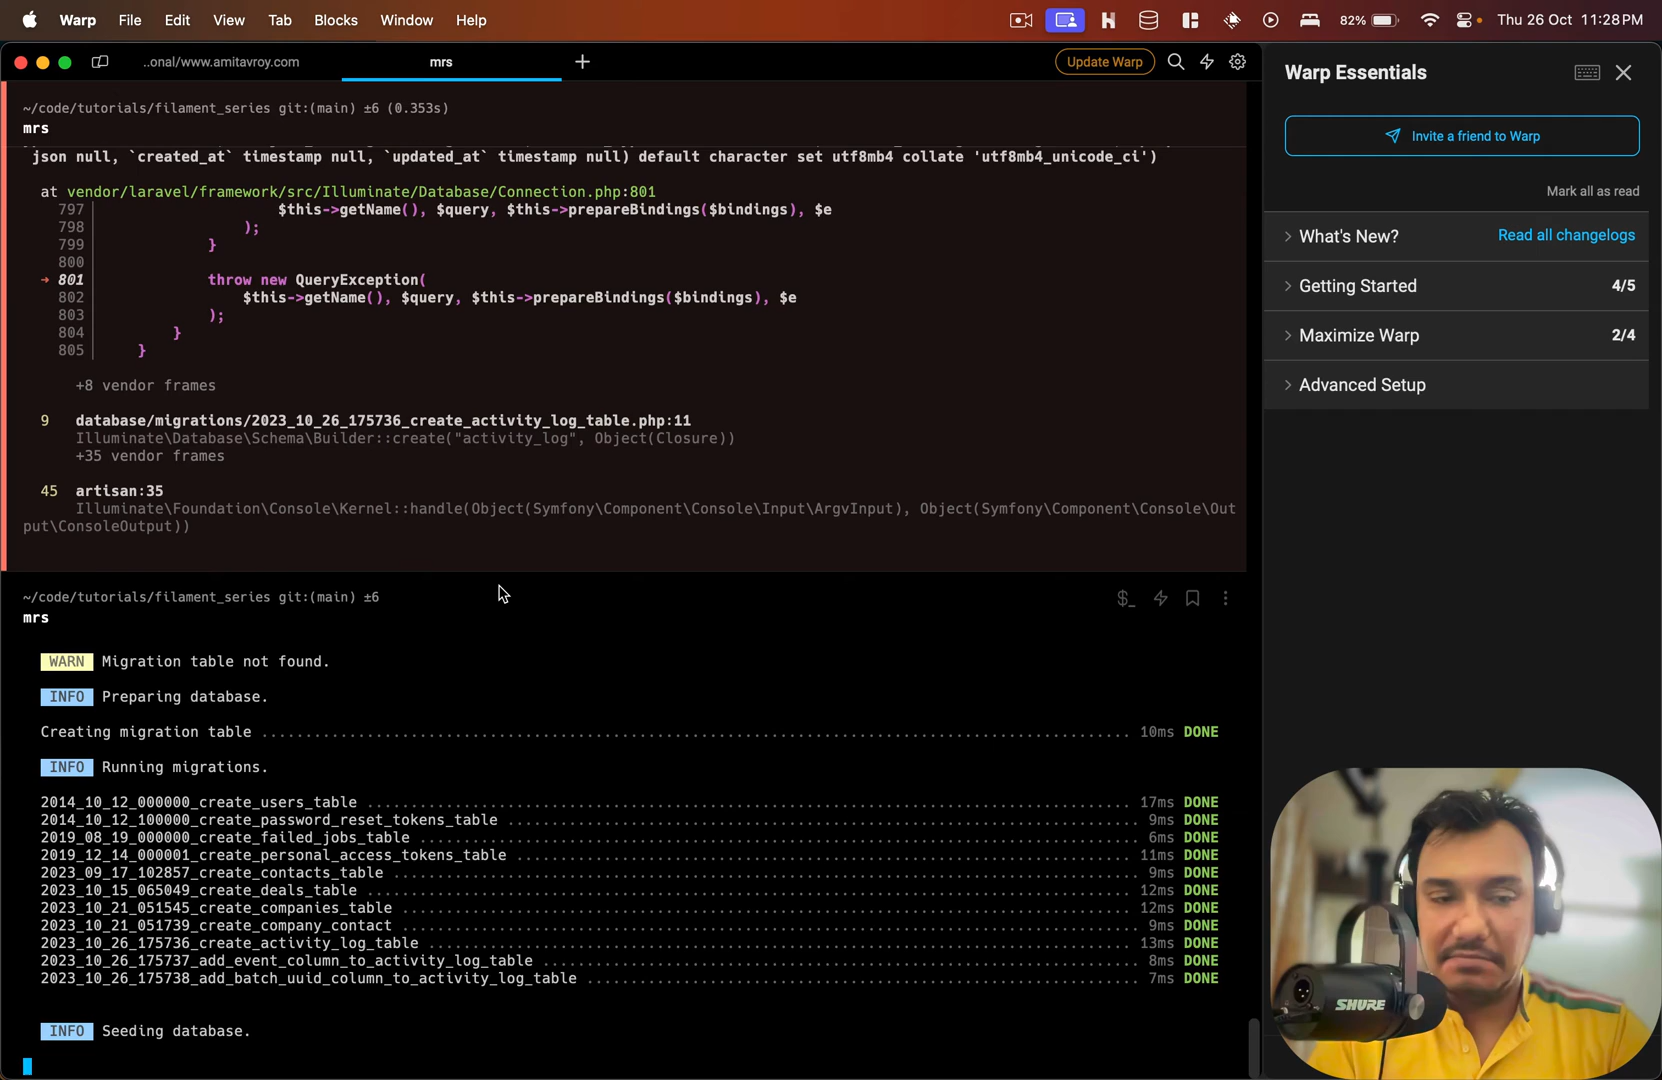 Warp File Edit View Tab Blocks Window Help 82% Thu 26 Oct 11:28 PM
..onal/www.amitavroy.com mrs + Update Warp
~/code/tutorials/filament_series git:(main) ±6 (0.353s)
mrs
json null, `created_at` timestamp null, `updated_at` timestamp null) default character set utf8mb4 collate 'utf8mb4_unicode_ci')
at vendor/laravel/framework/src/Illuminate/Database/Connection.php:801
797 $this->getName(), $query, $this->prepareBindings($bindings), $e
798 );
799 }
800
→ 801 throw new QueryException(
802 $this->getName(), $query, $this->prepareBindings($bindings), $e
803 );
804 }
805 }
+8 vendor frames
9 database/migrations/2023_10_26_175736_create_activity_log_table.php:11
Illuminate\Database\Schema\Builder::create("activity_log", Object(Closure))
+35 vendor frames
45 artisan:35
Illuminate\Foundation\Console\Kernel::handle(Object(Symfony\Component\Console\Input\ArgvInput), Object(Symfony\Component\Console\Out
put\ConsoleOutput))
~/code/tutorials/filament_series git:(main) ±6
mrs
WARN Migration table not found.
INFO Preparing database.
Creating migration table ........ 10ms DONE
INFO Running migrations.
2014_10_12_000000_create_users_table ........ 17ms DONE
2014_10_12_100000_create_password_reset_tokens_table ........ 9ms DONE
2019_08_19_000000_create_failed_jobs_table ........ 6ms DONE
2019_12_14_000001_create_personal_access_tokens_table ........ 11ms DONE
2023_09_17_102857_create_contacts_table ........ 9ms DONE
2023_10_15_065049_create_deals_table ........ 12ms DONE
2023_10_21_051545_create_companies_table ........ 12ms DONE
2023_10_21_051739_create_company_contact ........ 9ms DONE
2023_10_26_175736_create_activity_log_table ........ 13ms DONE
2023_10_26_175737_add_event_column_to_activity_log_table ........ 8ms DONE
2023_10_26_175738_add_batch_uuid_column_to_activity_log_table ........ 7ms DONE
INFO Seeding database.
Warp Essentials
Invite a friend to Warp
Mark all as read
What's New? Read all changelogs
Getting Started 4/5
Maximize Warp 2/4
Advanced Setup
SHURE